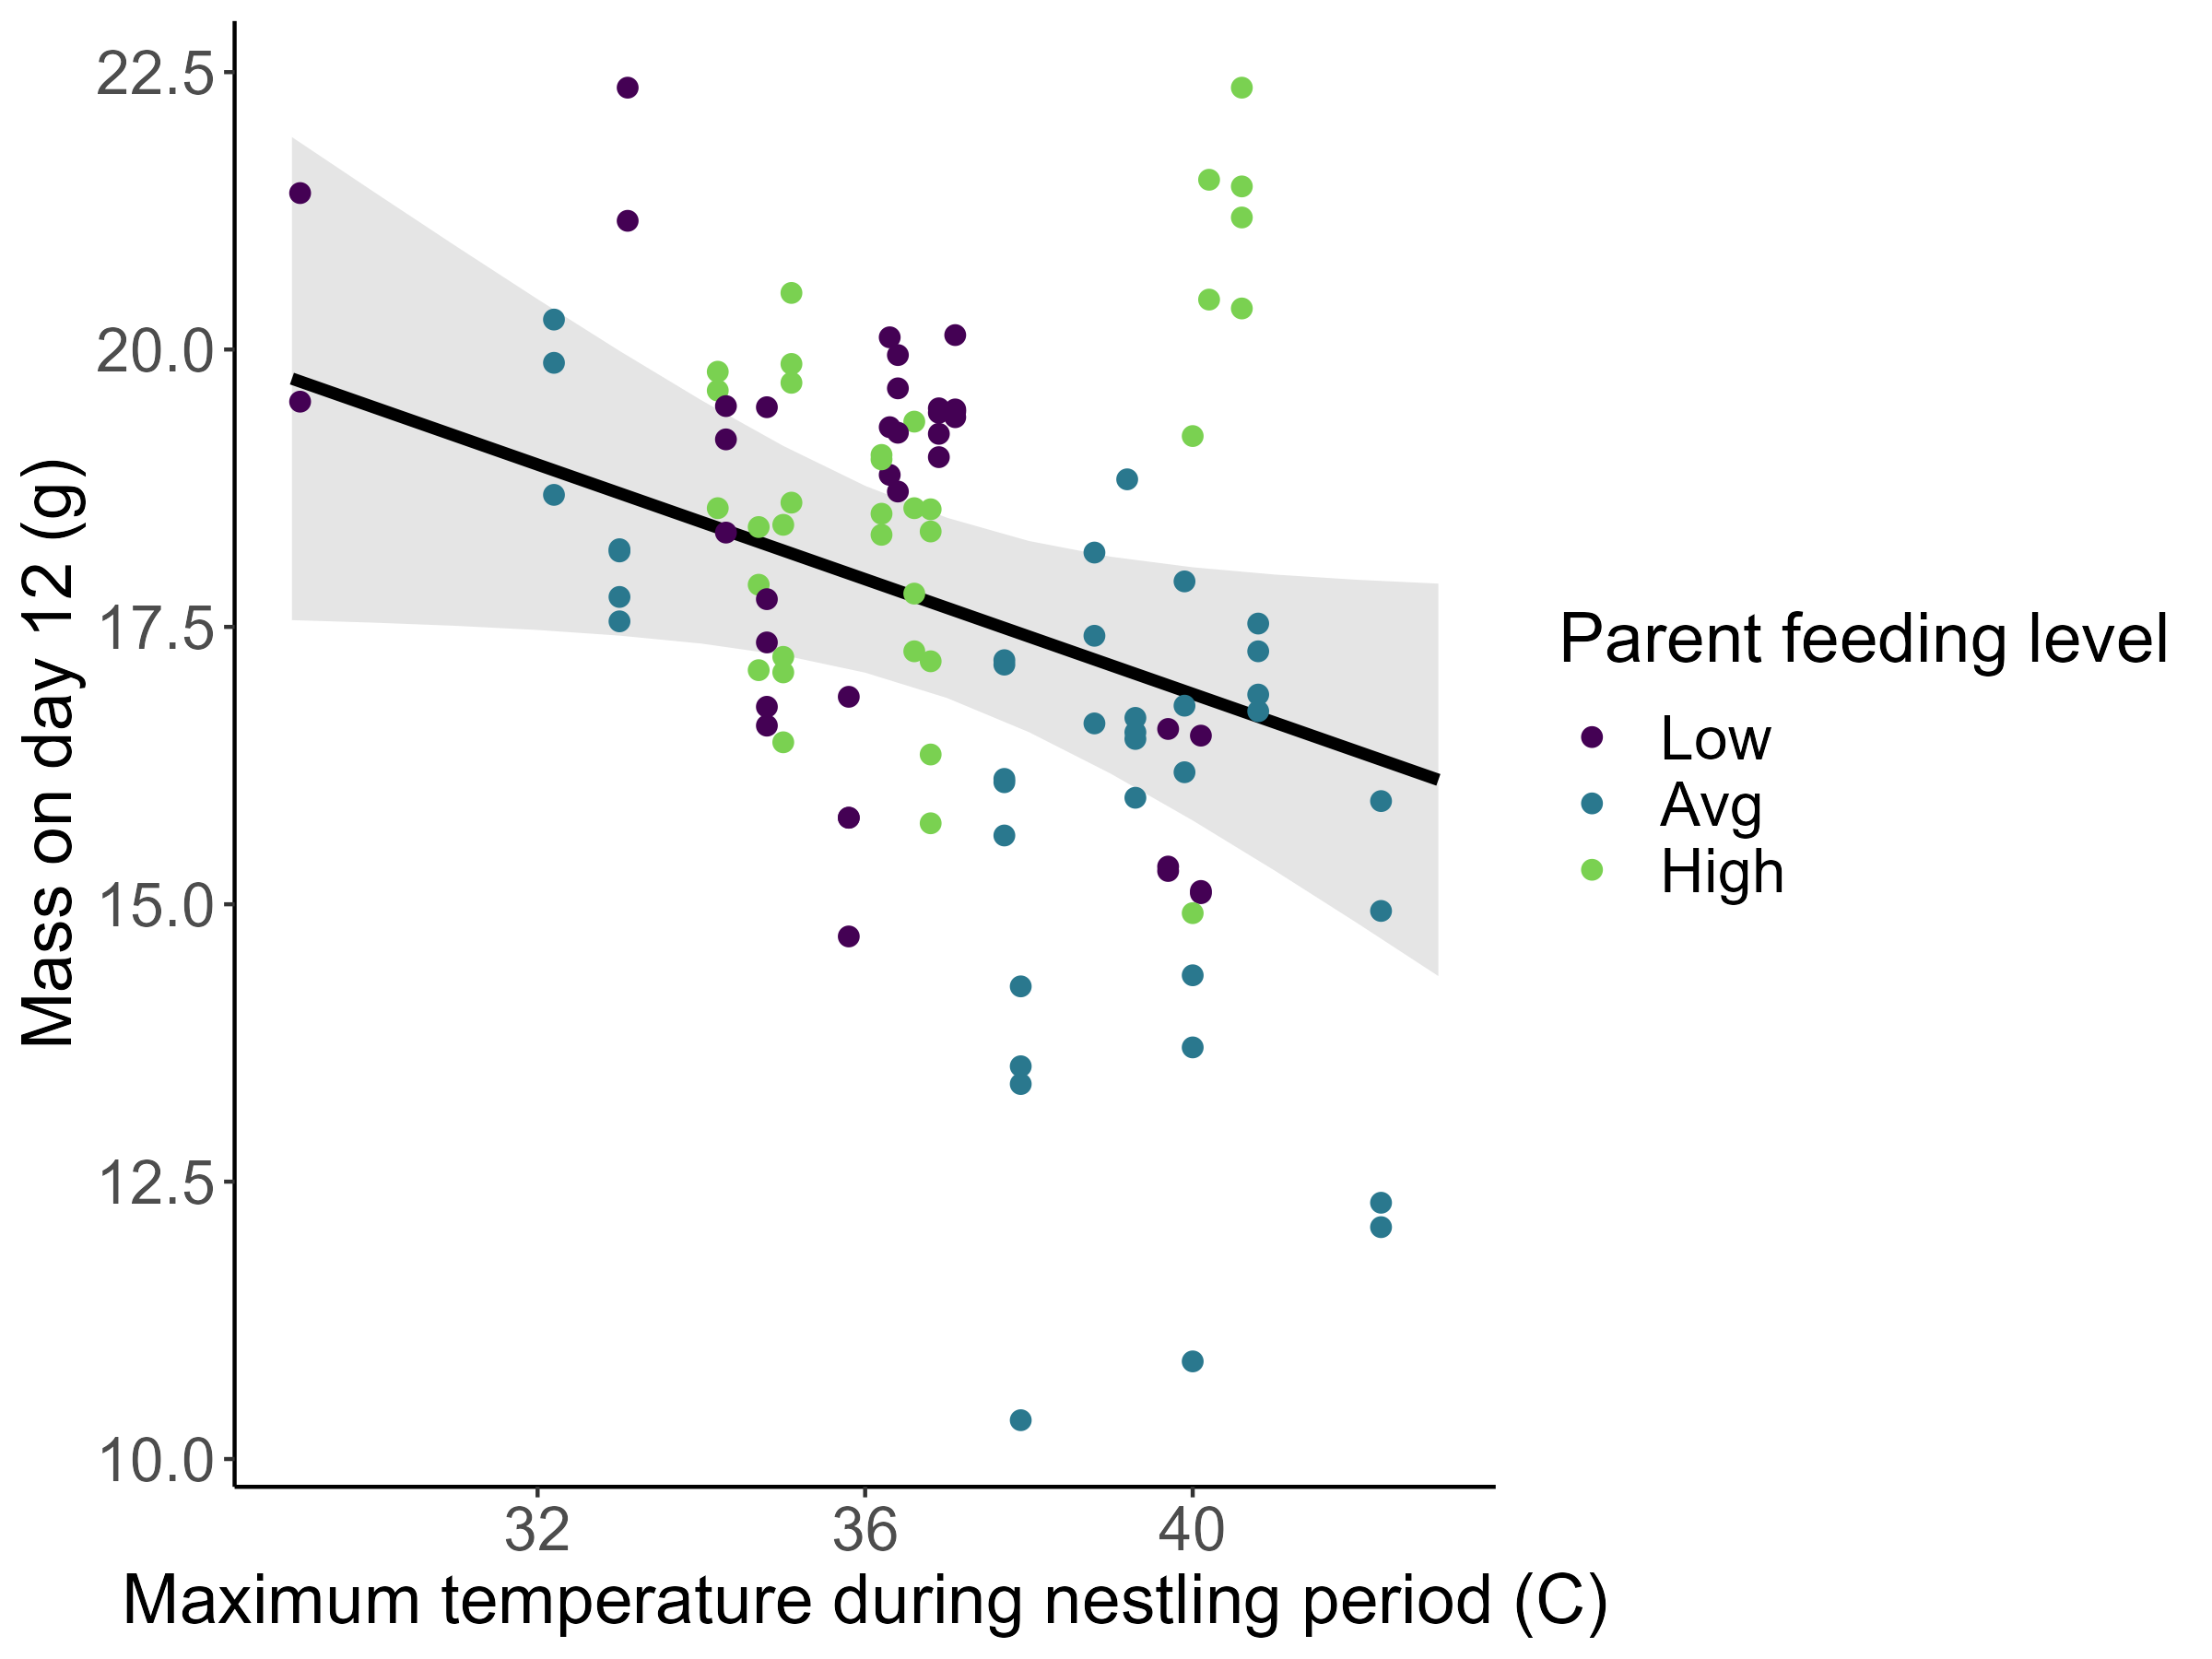 22.5
20.0
17.5
15.0
12.5
10.0
Mass on day 12 (g)
32 36 40
Maximum temperature during nestling period (C)
Parent feeding level
Low
Avg
High